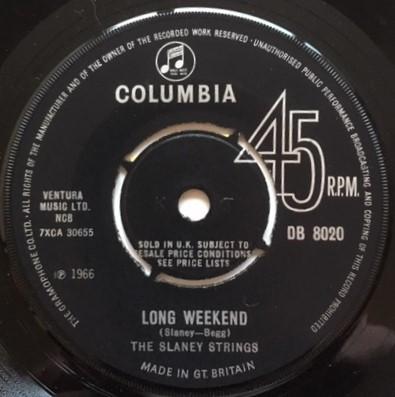 THE GRAMOPHONE CO. LTD. · ALL RIGHTS OF THE MANUFACTURER AND OF THE OWNER OF THE RECORDED WORK RESERVED · UNAUTHORISED PUBLIC PERFORMANCE BROADCASTING AND COPYING OF THIS RECORD PROHIBITED
COLUMBIA
45 R.P.M.
VENTURA
MUSIC LTD.
NCB
7XCA 30655
DB 8020
SOLD IN U.K. SUBJECT TO
RESALE PRICE CONDITIONS,
SEE PRICE LISTS
℗ 1966
LONG WEEKEND
(Slaney-Begg)
THE SLANEY STRINGS
MADE IN GT. BRITAIN